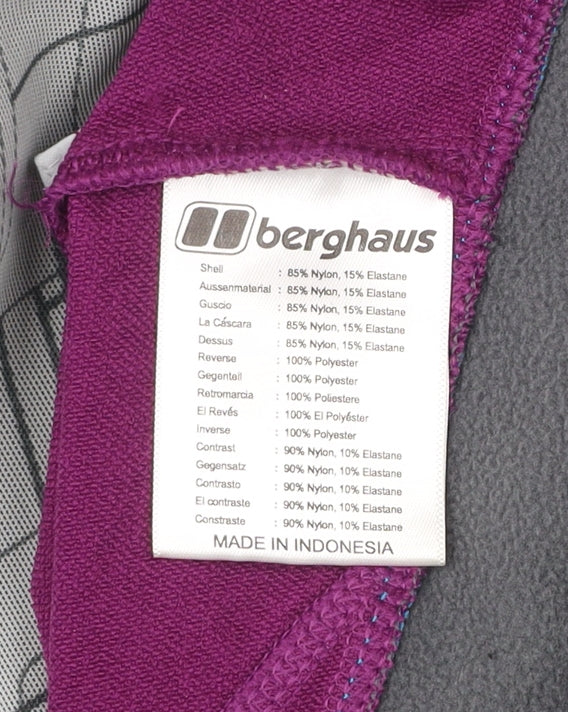 berghaus
Shell : 85% Nylon, 15% Elastane
Aussenmaterial : 85% Nylon, 15% Elastane
Guscio : 85% Nylon, 15% Elastane
La Cáscara : 85% Nylon, 15% Elastane
Dessus : 85% Nylon, 15% Elastane
Reverse : 100% Polyester
Gegenteil : 100% Polyester
Retromarcia : 100% Poliestere
El Revés : 100% El Polyéster
Inverse : 100% Polyester
Contrast : 90% Nylon, 10% Elastane
Gegensatz : 90% Nylon, 10% Elastane
Contrasto : 90% Nylon, 10% Elastane
El contraste : 90% Nylon, 10% Elastane
Constraste : 90% Nylon, 10% Elastane
MADE IN INDONESIA